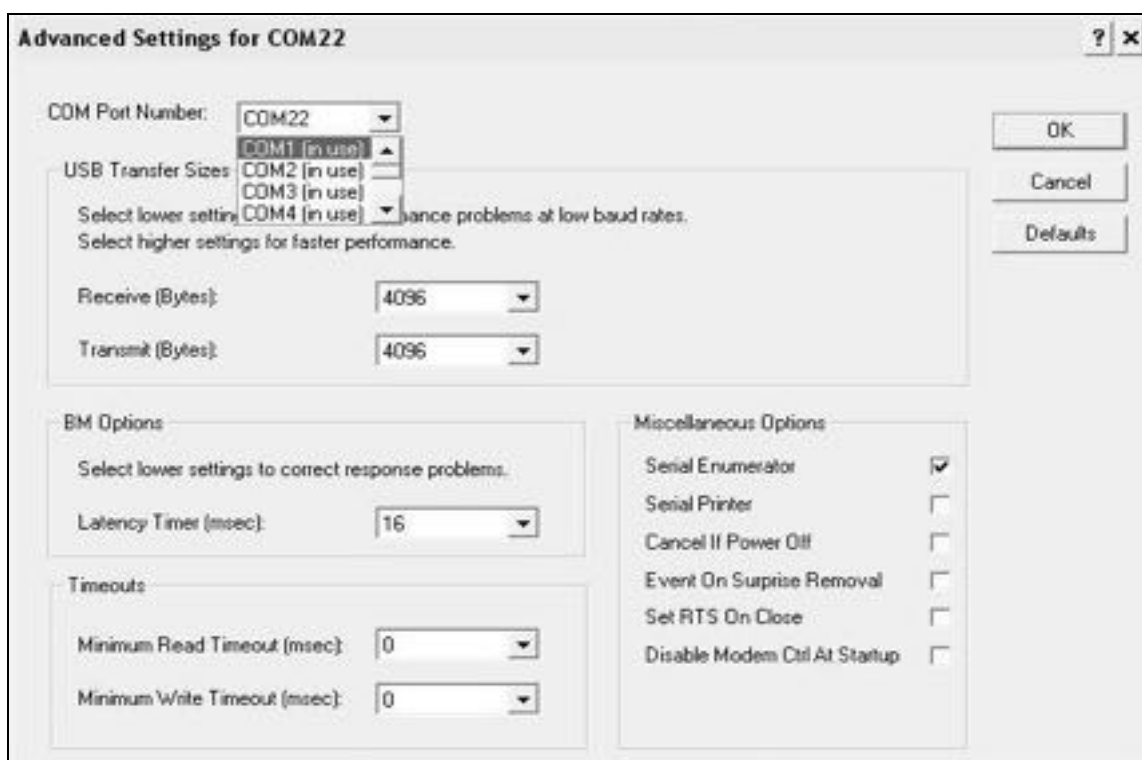 Advanced Settings for COM22
COM Port Number:
COM22
COM1 (in use)
COM2 (in use)
COM3 (in use)
COM4 (in use)
OK
Cancel
Defaults
USB Transfer Sizes
Select lower settin
mance problems at low baud rates.
Select higher settings for faster performance.
Receive (Bytes):
4096
Transmit (Bytes):
4096
BM Options
Select lower settings to correct response problems.
Latency Timer (msec):
16
Timeouts
Minimum Read Timeout (msec):
0
Minimum Write Timeout (msec):
0
Miscellaneous Options
Serial Enumerator
Serial Printer
Cancel If Power Off
Event On Surprise Removal
Set RTS On Close
Disable Modem Ctrl At Startup